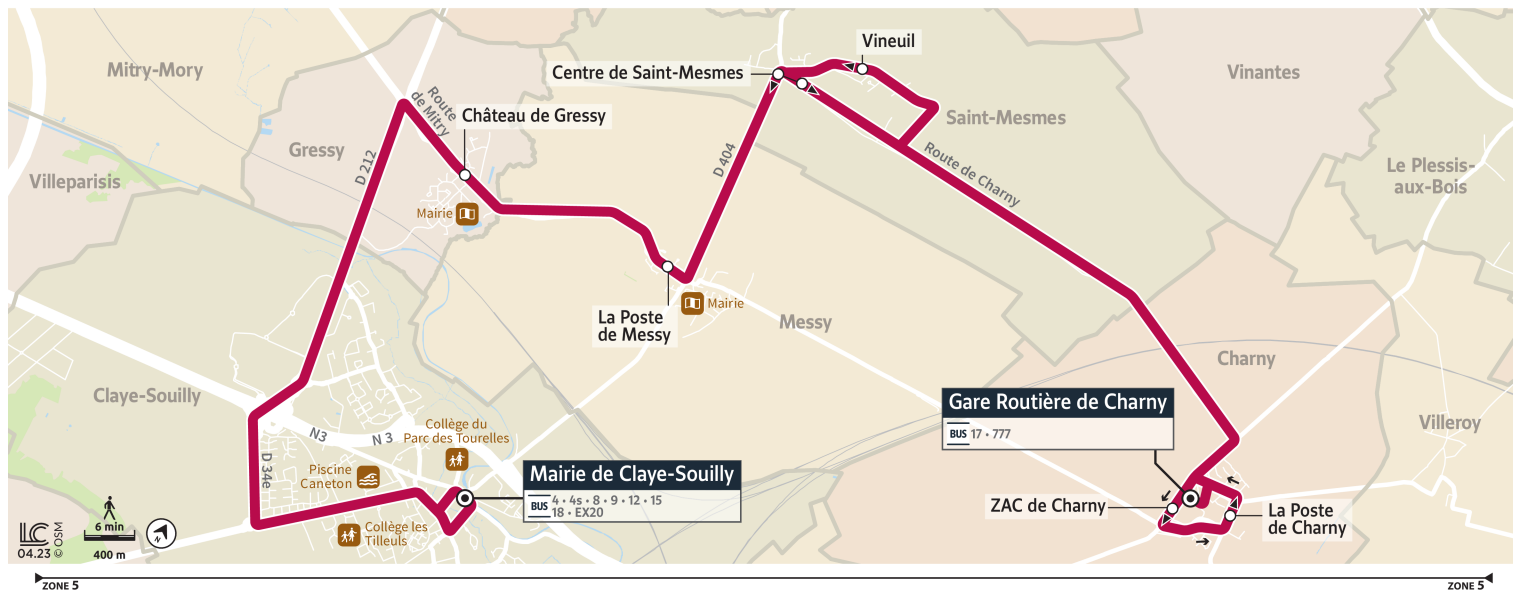 Mitry-Mory
Villeparisis
Gressy
D 212
Route
de Mitry
Château de Gressy
Mairie
Centre de Saint-Mesmes
Vineuil
Saint-Mesmes
Vinantes
Le Plessis-
aux-Bois
D 404
Route de Charny
La Poste
de Messy
Mairie
Messy
Charny
Villeroy
Claye-Souilly
N3
N 3
D 34e
Collège du
Parc des Tourelles
Piscine
Caneton
Collège les
Tilleuls
Mairie de Claye-Souilly
BUS
4 • 4s • 8 • 9 • 12 • 15
18 • EX20
Gare Routière de Charny
BUS 17 • 777
ZAC de Charny
La Poste
de Charny
LC
04.23 © OSM
6 min
400 m
N
ZONE 5
ZONE 5